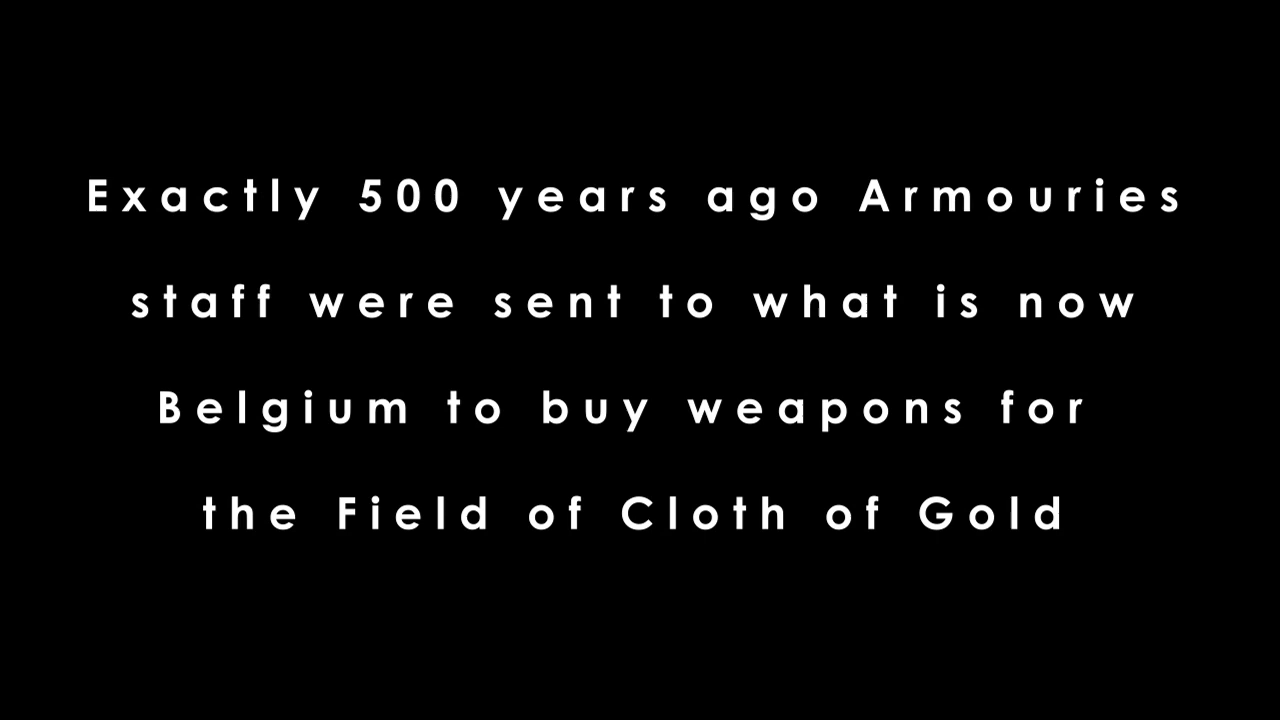 Exactly 500 years ago Armouries
staff were sent to what is now
Belgium to buy weapons for
the Field of Cloth of Gold